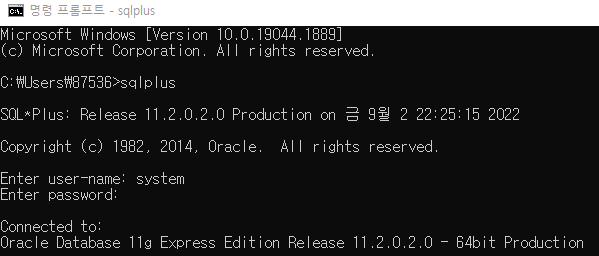 명령 프롬프트 - sqlplus
Microsoft Windows [Version 10.0.19044.1889]
(c) Microsoft Corporation. All rights reserved.
C:₩Users₩87536>sqlplus
SQL*Plus: Release 11.2.0.2.0 Production on 금 9월 2 22:25:15 2022
Copyright (c) 1982, 2014, Oracle.  All rights reserved.
Enter user-name: system
Enter password:
Connected to:
Oracle Database 11g Express Edition Release 11.2.0.2.0 - 64bit Production